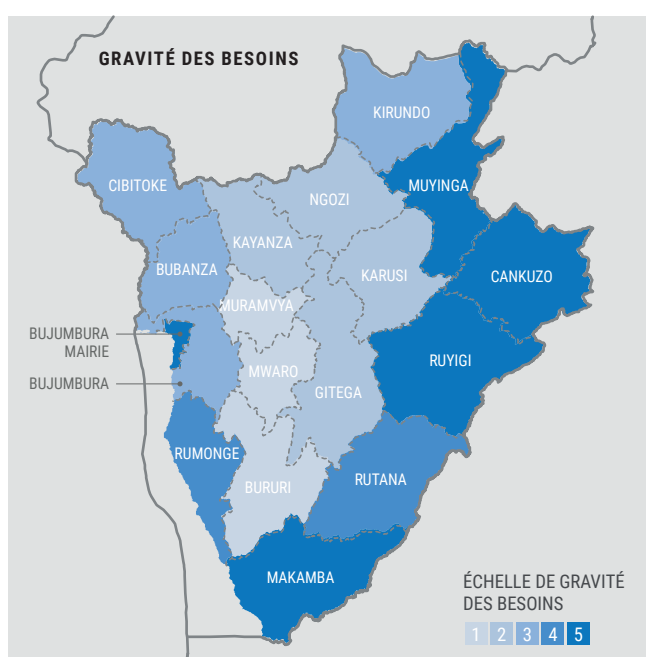 GRAVITÉ DES BESOINS
KIRUNDO
CIBITOKE
MUYINGA
NGOZI
KAYANZA
BUBANZA
KARUSI
CANKUZO
MURAMVYA
BUJUMBURA
MAIRIE
RUYIGI
MWARO
BUJUMBURA
GITEGA
RUMONGE
RUTANA
BURURI
MAKAMBA
ÉCHELLE DE GRAVITÉ
DES BESOINS
1 2 3 4 5